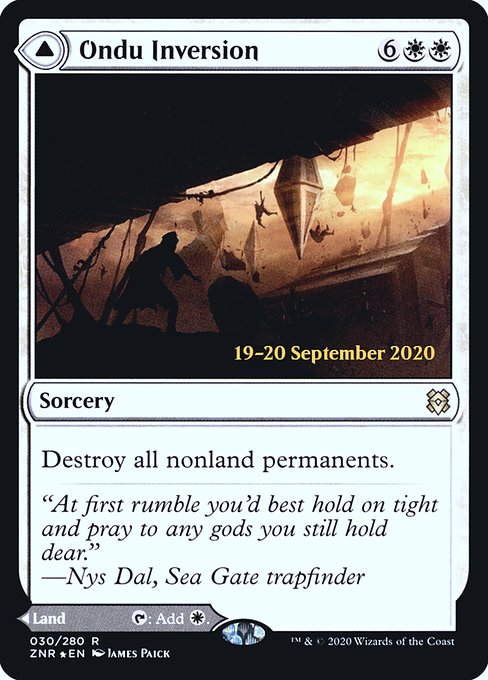 Ondu Inversion 6
19–20 September 2020
Sorcery
Destroy all nonland permanents.
“At first rumble you’d best hold on tight
and pray to any gods you still hold
dear.”
—Nys Dal, Sea Gate trapfinder
Land : Add
030/280 R
ZNR ★ EN James Paick
™ & © 2020 Wizards of the Coast